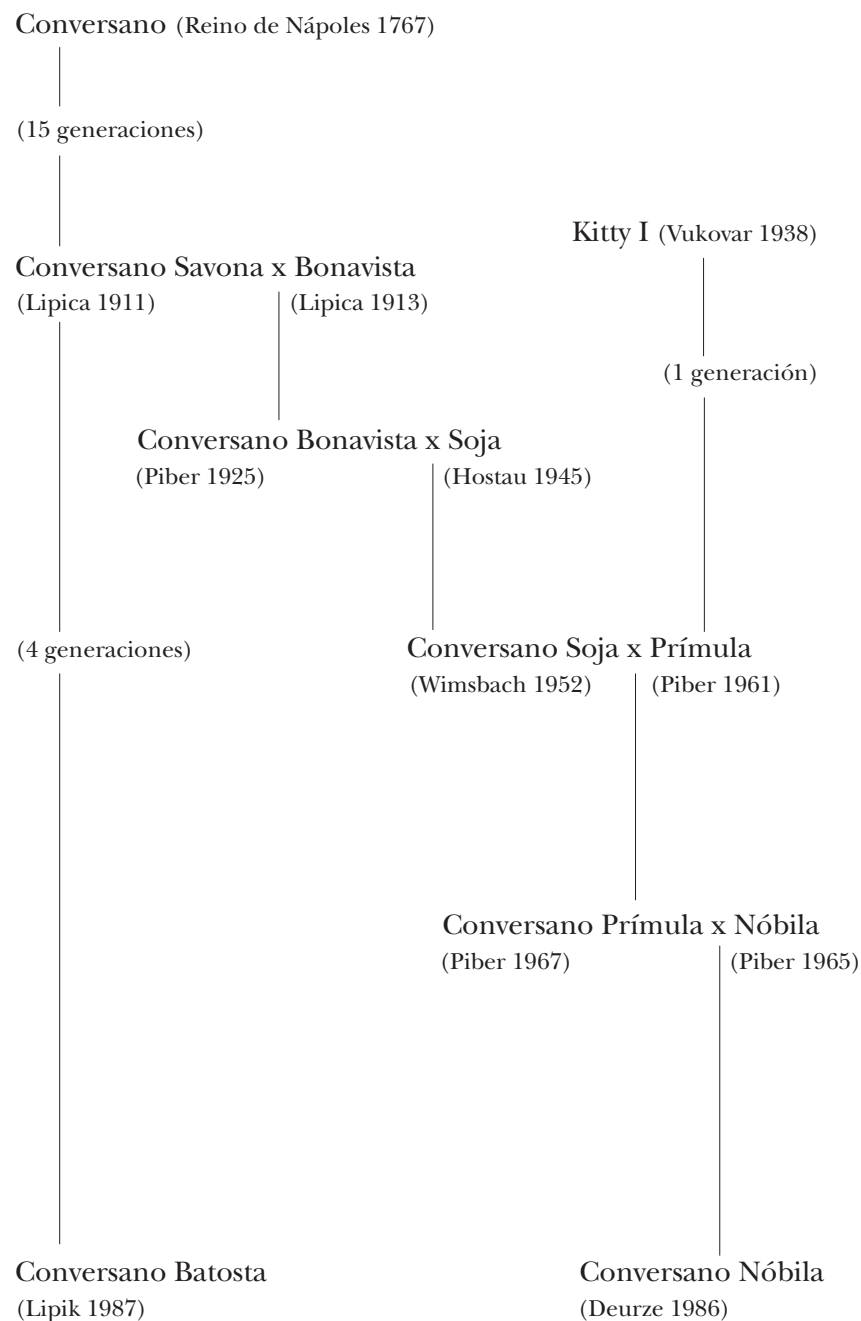 Conversano (Reino de Nápoles 1767)
(15 generaciones)
Kitty I (Vukovar 1938)
Conversano Savona x Bonavista
(Lipica 1911) (Lipica 1913)
(1 generación)
Conversano Bonavista x Soja
(Piber 1925) (Hostau 1945)
(4 generaciones)
Conversano Soja x Prímula
(Wimsbach 1952) (Piber 1961)
Conversano Prímula x Nóbila
(Piber 1967) (Piber 1965)
Conversano Batosta
(Lipik 1987)
Conversano Nóbila
(Deurze 1986)